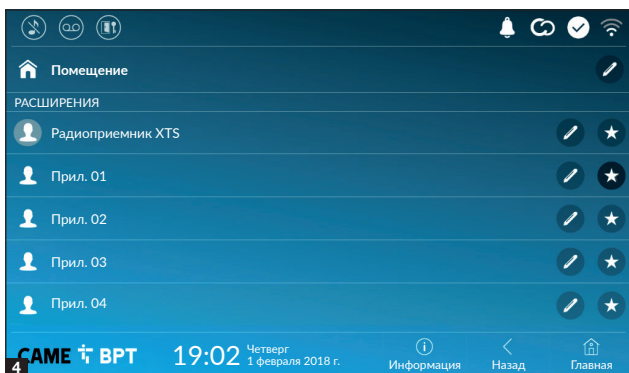 Помещение
РАСШИРЕНИЯ
Радиоприемник XTS
Прил. 01
Прил. 02
Прил. 03
Прил. 04
CAME BPT
19:02
Четверг
1 февраля 2018 г.
Информация
Назад
Главная
4